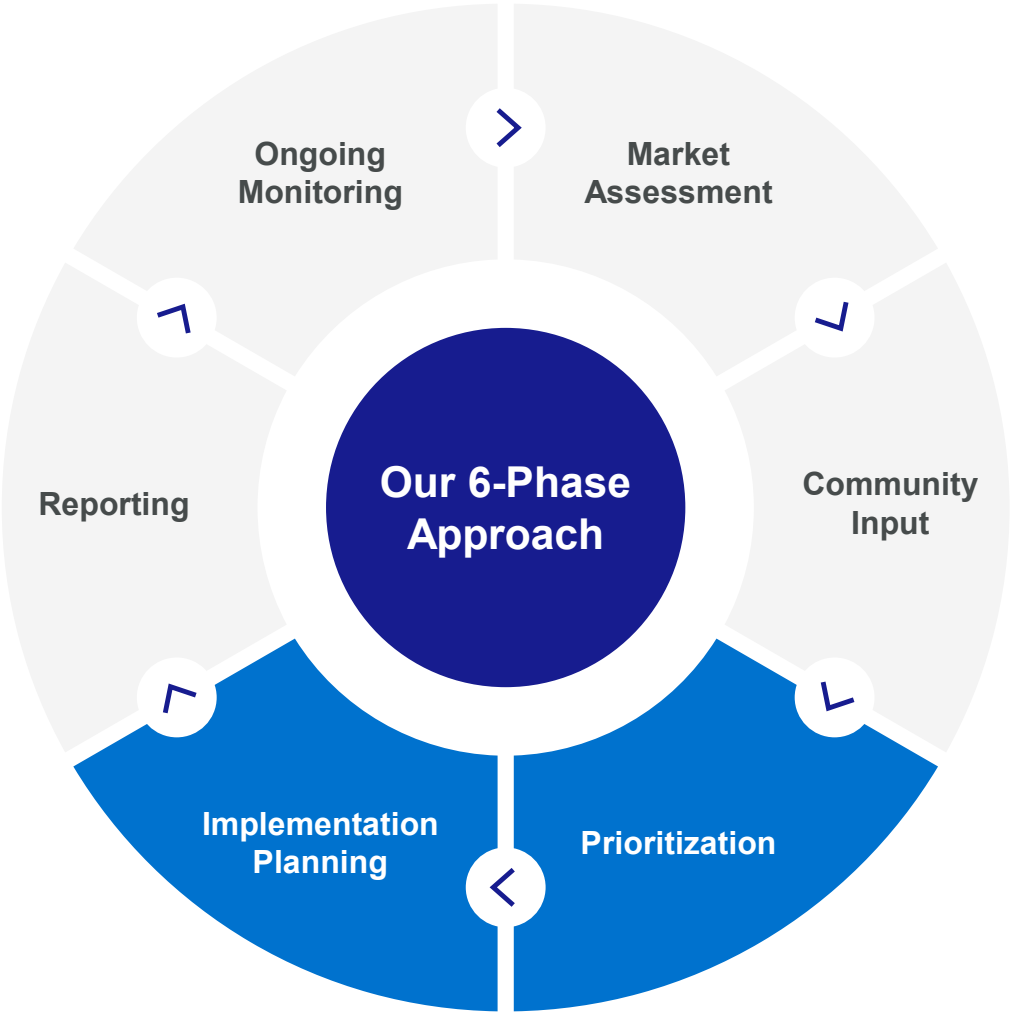 Ongoing
Monitoring
Market
Assessment
Our 6-Phase
Approach
Reporting
Community
Input
Implementation
Planning
Prioritization